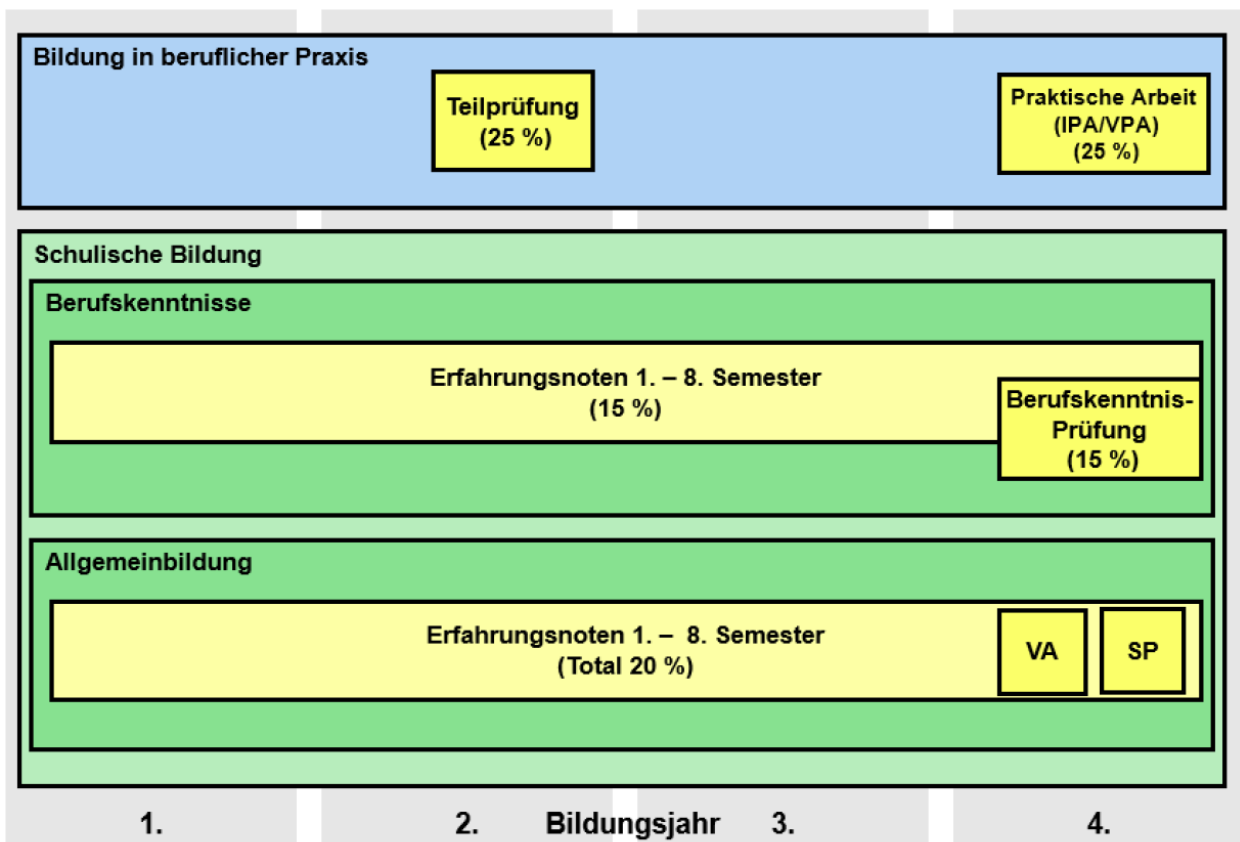 Bildung in beruflicher Praxis
Teilprüfung
(25 %)
Praktische Arbeit
(IPA/VPA)
(25 %)
Schulische Bildung
Berufskenntnisse
Erfahrungsnoten 1. – 8. Semester
(15 %)
Berufskenntnis-
Prüfung
(15 %)
Allgemeinbildung
Erfahrungsnoten 1. – 8. Semester
(Total 20 %)
VA
SP
1. 2. Bildungsjahr 3. 4.